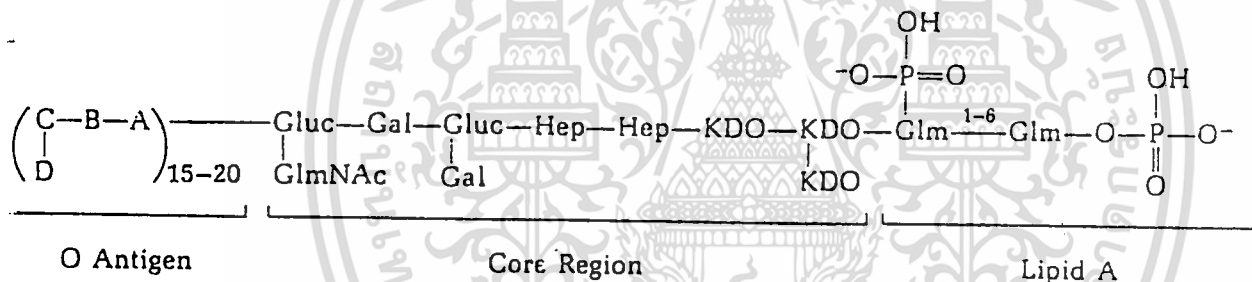 OH
⁻O—P=O
OH
(C—B—A)15–20—Gluc—Gal—Gluc—Hep—Hep—KDO—KDO—Glm—1–6—Glm—O—P—O⁻
D GlmNAc Gal KDO O
O Antigen Core Region Lipid A